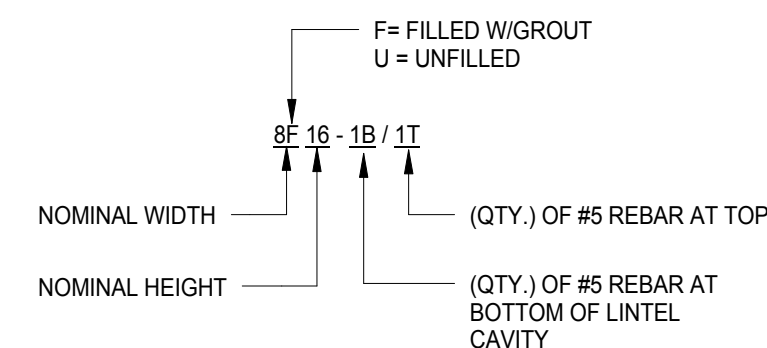 F= FILLED W/GROUT
U = UNFILLED
8F 16 - 1B / 1T
NOMINAL WIDTH
(QTY.) OF #5 REBAR AT TOP
NOMINAL HEIGHT
(QTY.) OF #5 REBAR AT
BOTTOM OF LINTEL
CAVITY